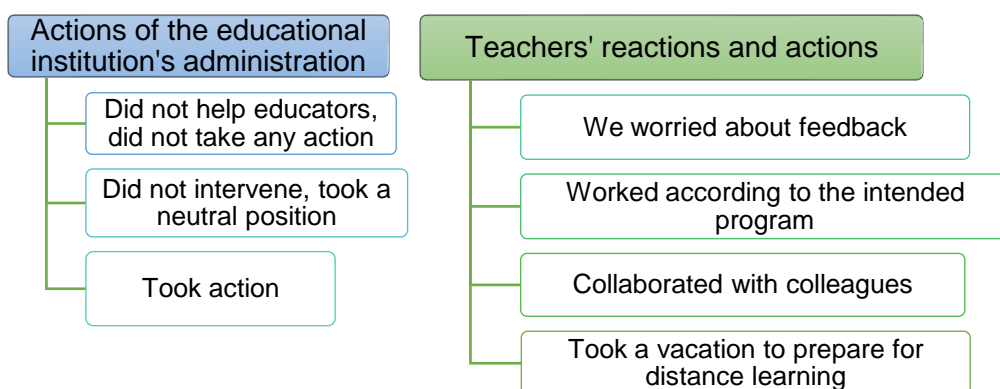 Actions of the educational
institution's administration
Did not help educators,
did not take any action
Did not intervene, took a
neutral position
Took action
Teachers' reactions and actions
We worried about feedback
Worked according to the intended
program
Collaborated with colleagues
Took a vacation to prepare for
distance learning